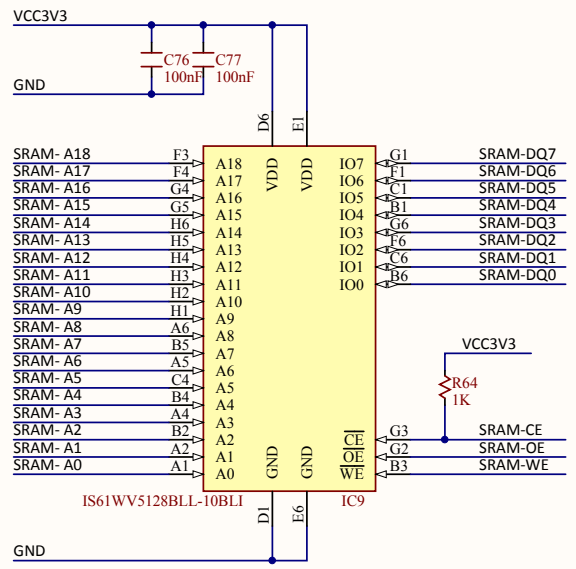 VCC3V3
C76 C77
100nF 100nF
GND
D6 E1
VDD VDD
SRAM- A18 F3 A18 IO7 G1 SRAM-DQ7
SRAM- A17 F4 A17 IO6 F1 SRAM-DQ6
SRAM- A16 G4 A16 IO5 C1 SRAM-DQ5
SRAM- A15 G5 A15 IO4 B1 SRAM-DQ4
SRAM- A14 H6 A14 IO3 G6 SRAM-DQ3
SRAM- A13 H5 A13 IO2 F6 SRAM-DQ2
SRAM- A12 H4 A12 IO1 C6 SRAM-DQ1
SRAM- A11 H3 A11 IO0 B6 SRAM-DQ0
SRAM- A10 H2 A10
SRAM- A9 H1 A9
SRAM- A8 A6 A8
SRAM- A7 B5 A7 VCC3V3
SRAM- A6 A5 A6
SRAM- A5 C4 A5 R64
SRAM- A4 B4 A4 1K
SRAM- A3 A4 A3
SRAM- A2 B2 A2 CE G3 SRAM-CE
SRAM- A1 A2 A1 OE G2 SRAM-OE
SRAM- A0 A1 A0 WE B3 SRAM-WE
GND GND
IS61WV5128BLL-10BLI IC9
D1 E6
GND